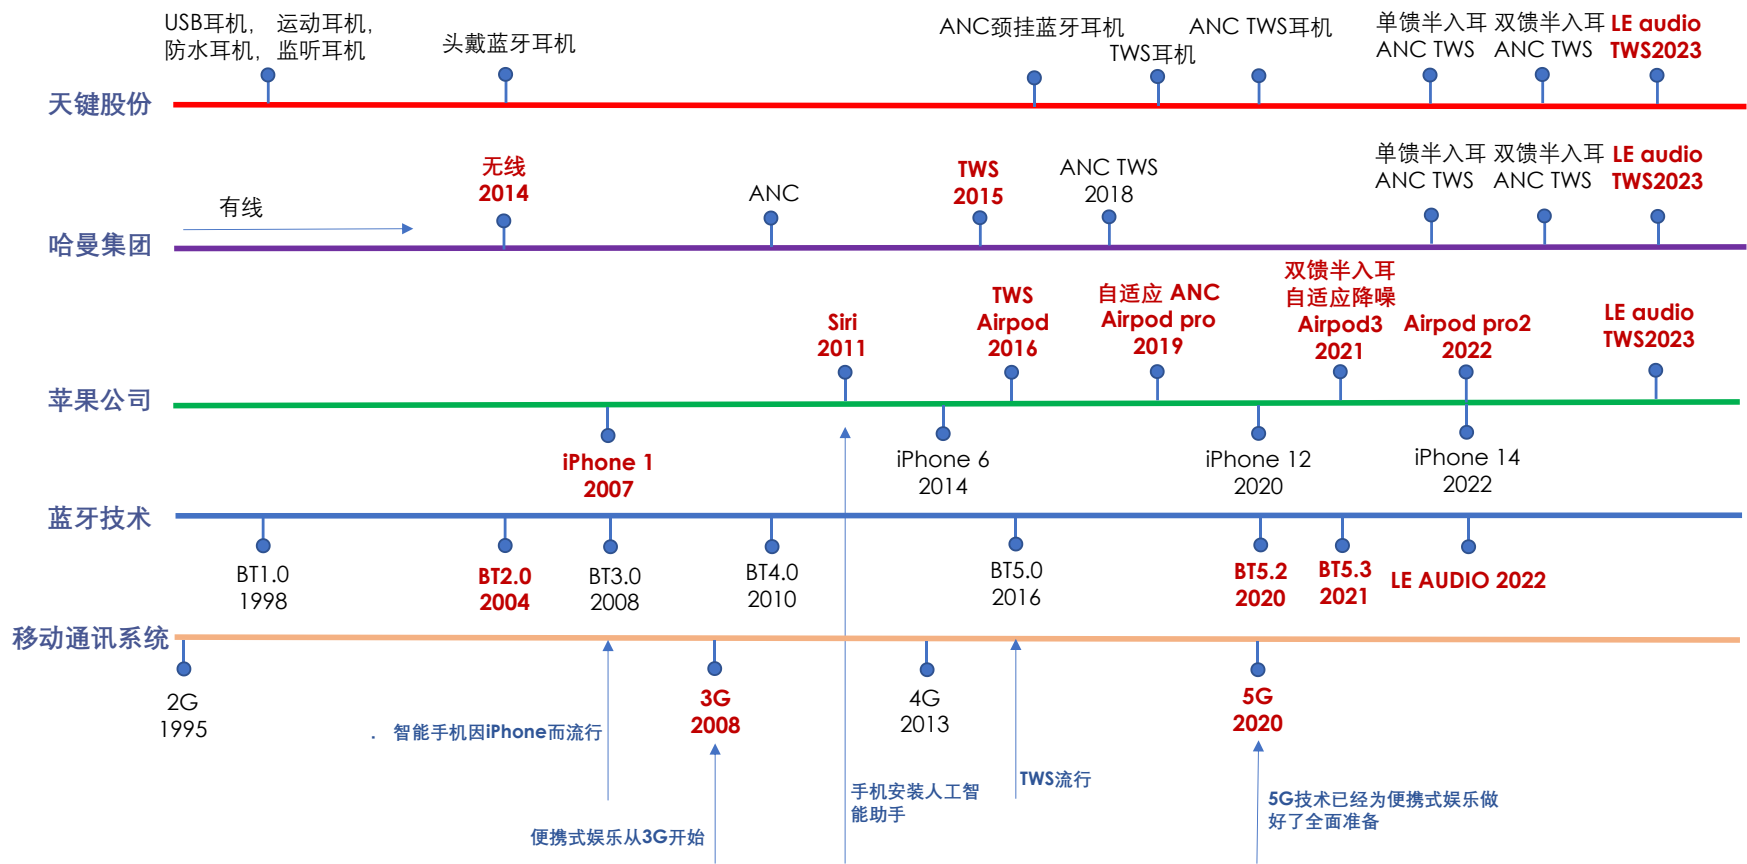 USB耳机， 运动耳机，
防水耳机， 监听耳机
头戴蓝牙耳机
ANC颈挂蓝牙耳机
TWS耳机
ANC TWS耳机
单馈半入耳
ANC TWS
双馈半入耳
ANC TWS
LE audio
TWS2023
天键股份
有线
无线
2014
ANC
TWS
2015
ANC TWS
2018
单馈半入耳
ANC TWS
双馈半入耳
ANC TWS
LE audio
TWS2023
哈曼集团
Siri
2011
TWS
Airpod
2016
自适应 ANC
Airpod pro
2019
双馈半入耳
自适应降噪
Airpod3
2021
Airpod pro2
2022
LE audio
TWS2023
苹果公司
iPhone 1
2007
iPhone 6
2014
iPhone 12
2020
iPhone 14
2022
蓝牙技术
BT1.0
1998
BT2.0
2004
BT3.0
2008
BT4.0
2010
BT5.0
2016
BT5.2
2020
BT5.3
2021
LE AUDIO 2022
移动通讯系统
2G
1995
3G
2008
4G
2013
5G
2020
. 智能手机因iPhone而流行
便携式娱乐从3G开始
手机安装人工智
能助手
TWS流行
5G技术已经为便携式娱乐做
好了全面准备